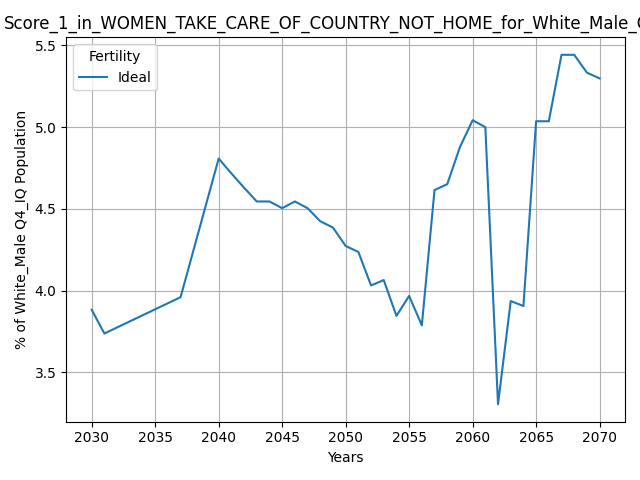 Score_1_in_WOMEN_TAKE_CARE_OF_COUNTRY_NOT_HOME_for_White_Male_
Fertility
Ideal
% of White_Male Q4_IQ Population
5.5
5.0
4.5
4.0
3.5
2030 2035 2040 2045 2050 2055 2060 2065 2070
Years